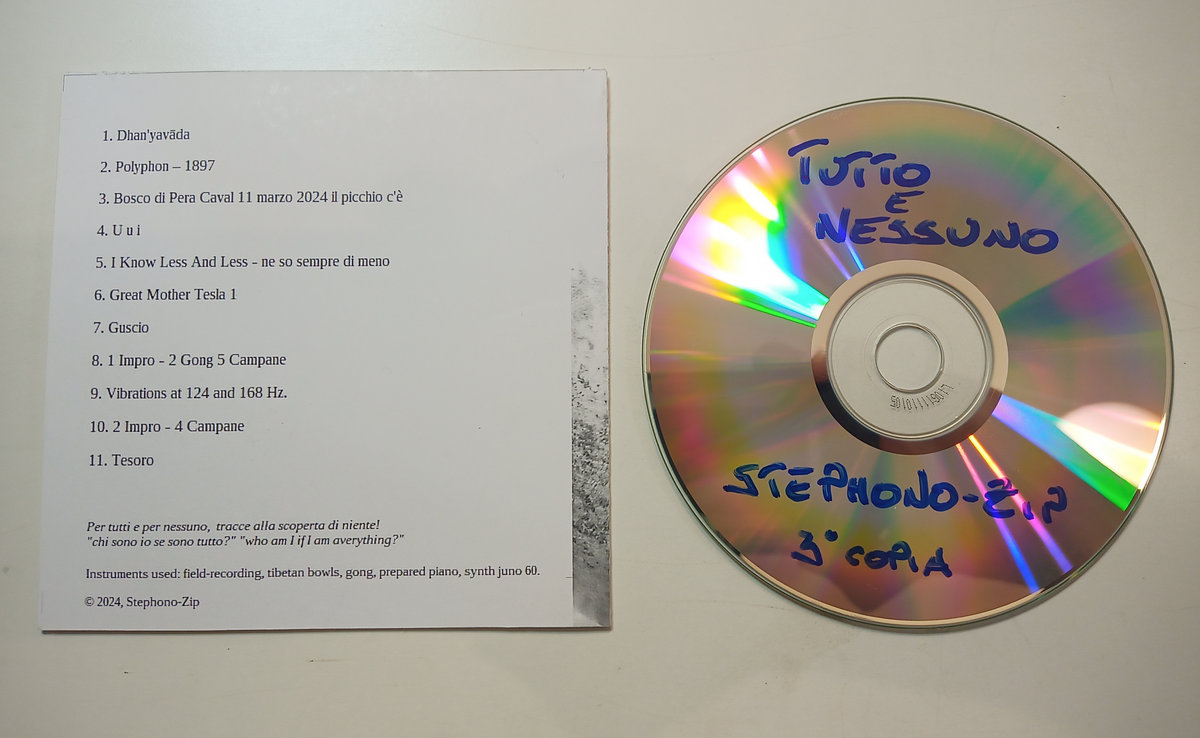 1. Dhan'yavāda
2. Polyphon – 1897
3. Bosco di Pera Caval 11 marzo 2024 il picchio c'è
4. U u i
5. I Know Less And Less - ne so sempre di meno
6. Great Mother Tesla 1
7. Guscio
8. 1 Impro - 2 Gong 5 Campane
9. Vibrations at 124 and 168 Hz.
10. 2 Impro - 4 Campane
11. Tesoro
Per tutti e per nessuno, tracce alla scoperta di niente!
"chi sono io se sono tutto?" "who am I if I am averything?"
Instruments used: field-recording, tibetan bowls, gong, prepared piano, synth juno 60.
© 2024, Stephono-Zip
TUTTO
E
NESSUNO
STEPHONO-ZIP
3° COPIA